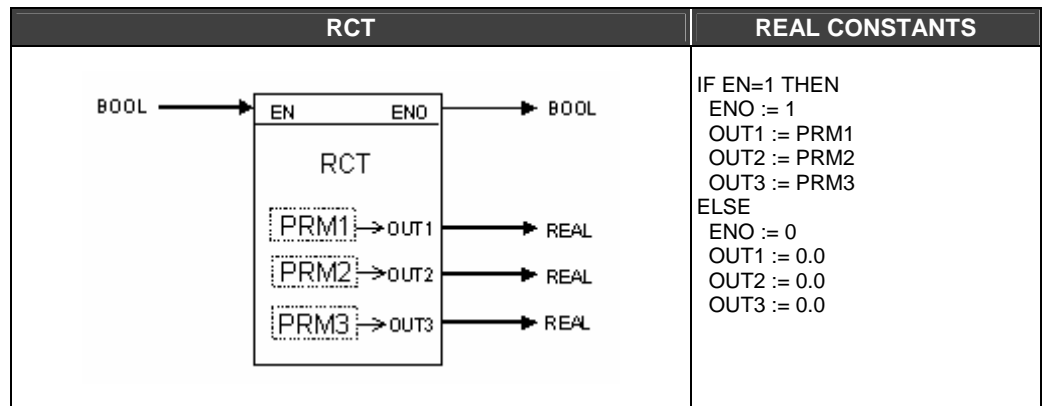 RCT
REAL CONSTANTS
BOOL
EN
ENO
BOOL
RCT
PRM1
OUT1
REAL
PRM2
OUT2
REAL
PRM3
OUT3
REAL
IF EN=1 THEN
ENO := 1
OUT1 := PRM1
OUT2 := PRM2
OUT3 := PRM3
ELSE
ENO := 0
OUT1 := 0.0
OUT2 := 0.0
OUT3 := 0.0